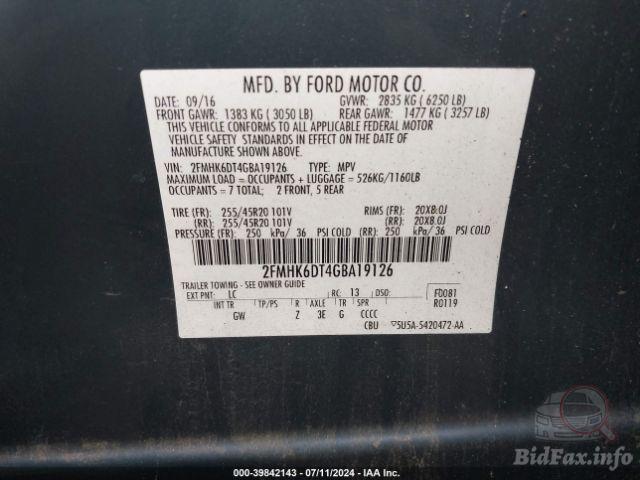 MFD. BY FORD MOTOR CO.
DATE: 09/16 GVWR: 2835 KG ( 6250 LB)
FRONT GAWR: 1383 KG ( 3050 LB) REAR GAWR: 1477 KG ( 3257 LB)
THIS VEHICLE CONFORMS TO ALL APPLICABLE FEDERAL MOTOR
VEHICLE SAFETY STANDARDS IN EFFECT ON THE DATE OF
MANUFACTURE SHOWN ABOVE.
VIN: 2FMHK6DT4GBA19126 TYPE: MPV
MAXIMUM LOAD = OCCUPANTS + LUGGAGE = 526KG/1160LB
OCCUPANTS = 7 TOTAL: 2 FRONT, 5 REAR
TIRE (FR): 255/45R20 101V RIMS (FR): 20X8.0J
(RR): 255/45R20 101V (RR): 20X8.0J
PRESSURE (FR): 250 kPa/ 36 PSI COLD (RR) 250 kPa/ 36 PSI COLD
2FMHK6DT4GBA19126
TRAILER TOWING - SEE OWNER GUIDE
EXT PNT: LC RC: 13 DSO: FD081
INT TR TP/PS R AXLE TR SPR R0119
GW Z 3E G CCCC
CBU 5U5A-5420472-AA
BidFax.info
000-39842143 - 07/11/2024 - IAA Inc.